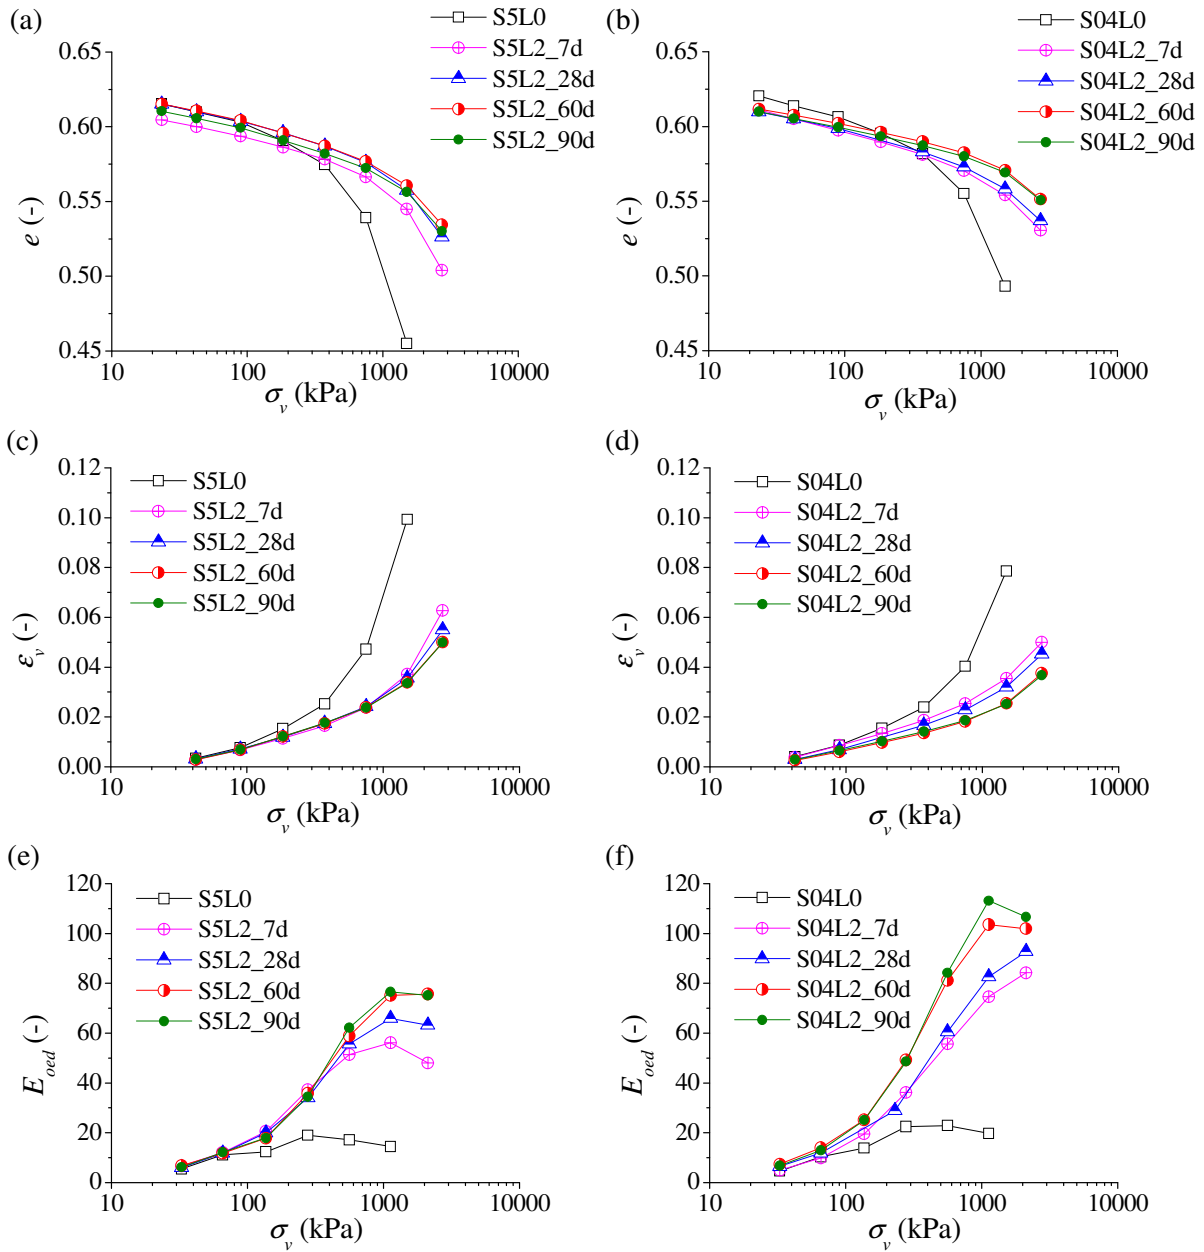 (a)
S5L0
S5L2_7d
S5L2_28d
S5L2_60d
S5L2_90d
0.65
0.60
0.55
0.50
0.45
e (-)
10
100
1000
10000
σv (kPa)
(b)
S04L0
S04L2_7d
S04L2_28d
S04L2_60d
S04L2_90d
0.65
0.60
0.55
0.50
0.45
e (-)
10
100
1000
10000
σv (kPa)
(c)
S5L0
S5L2_7d
S5L2_28d
S5L2_60d
S5L2_90d
0.12
0.10
0.08
0.06
0.04
0.02
0.00
εv (-)
10
100
1000
10000
σv (kPa)
(d)
S04L0
S04L2_7d
S04L2_28d
S04L2_60d
S04L2_90d
0.12
0.10
0.08
0.06
0.04
0.02
0.00
εv (-)
10
100
1000
10000
σv (kPa)
(e)
S5L0
S5L2_7d
S5L2_28d
S5L2_60d
S5L2_90d
120
100
80
60
40
20
0
Eoed (-)
10
100
1000
10000
σv (kPa)
(f)
S04L0
S04L2_7d
S04L2_28d
S04L2_60d
S04L2_90d
120
100
80
60
40
20
0
Eoed (-)
10
100
1000
10000
σv (kPa)